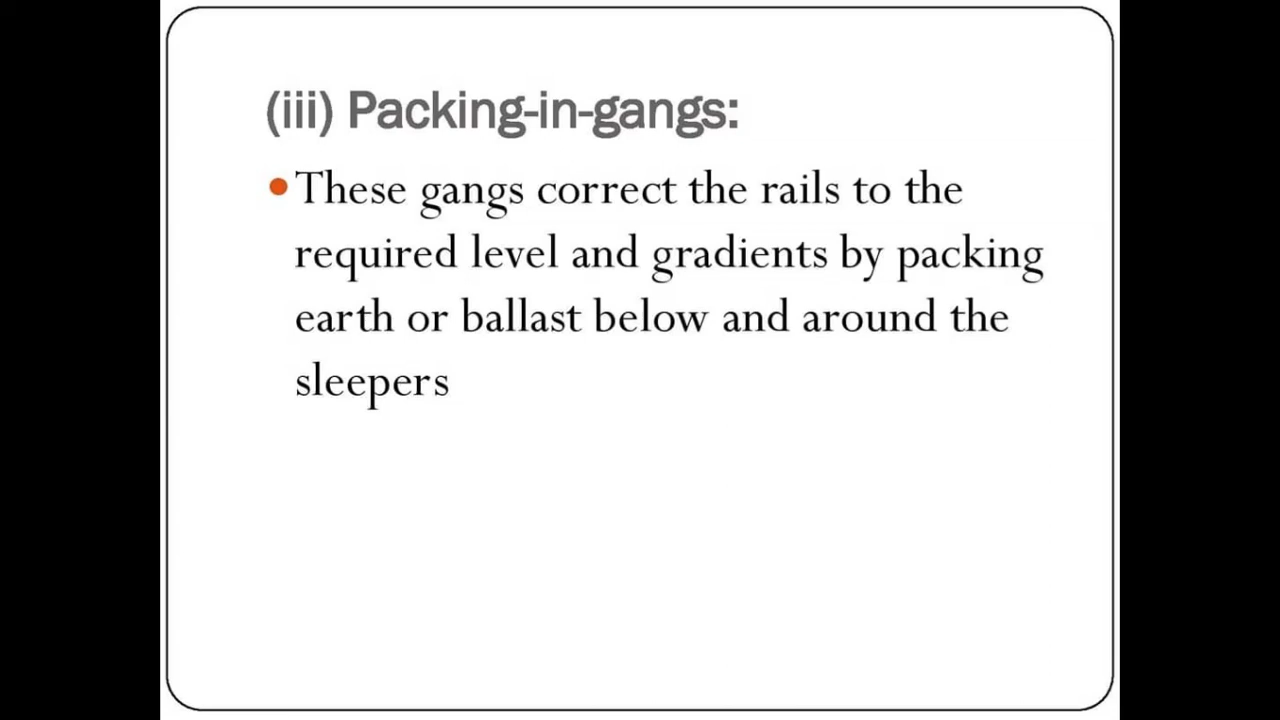 (iii) Packing-in-gangs:
•These gangs correct the rails to the
required level and gradients by packing
earth or ballast below and around the
sleepers